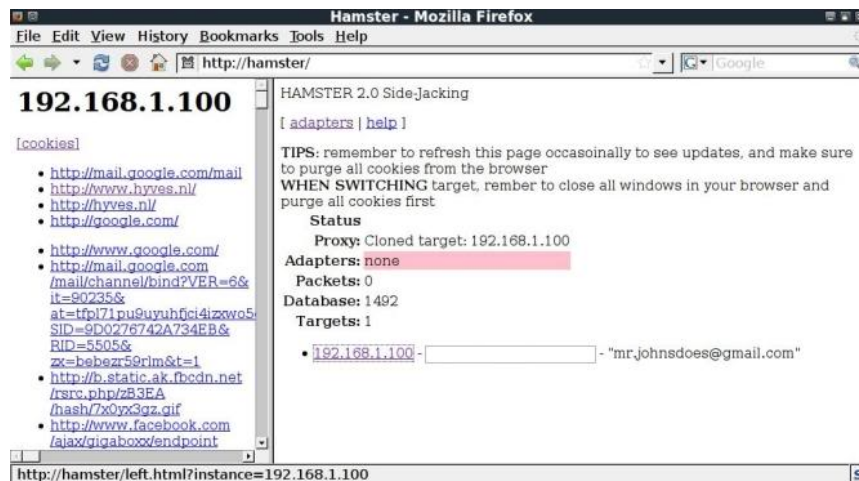 Hamster - Mozilla Firefox
File Edit View History Bookmarks Tools Help
http://hamster/
Google
192.168.1.100
[cookies]
http://mail.google.com/mail
http://www.hyves.nl/
http://hyves.nl/
http://google.com/
http://www.google.com/
http://mail.google.com
/mail/channel/bind?VER=6&
it=90235&
at=tfpl71pu9uyuhfjci4izxwo5
SID=9D0276742A734EB&
RID=5505&
zx=bebezr59rlm&t=1
http://b.static.ak.fbcdn.net
/rsrc.php/zB3EA
/hash/7x0yx3gz.gif
http://www.facebook.com
/ajax/gigaboxx/endpoint
HAMSTER 2.0 Side-Jacking
[ adapters | help ]
TIPS: remember to refresh this page occasoinally to see updates, and make sure
to purge all cookies from the browser
WHEN SWITCHING target, rember to close all windows in your browser and
purge all cookies first
Status
Proxy: Cloned target: 192.168.1.100
Adapters: none
Packets: 0
Database: 1492
Targets: 1
192.168.1.100 - - "mr.johnsdoes@gmail.com"
http://hamster/left.html?instance=192.168.1.100